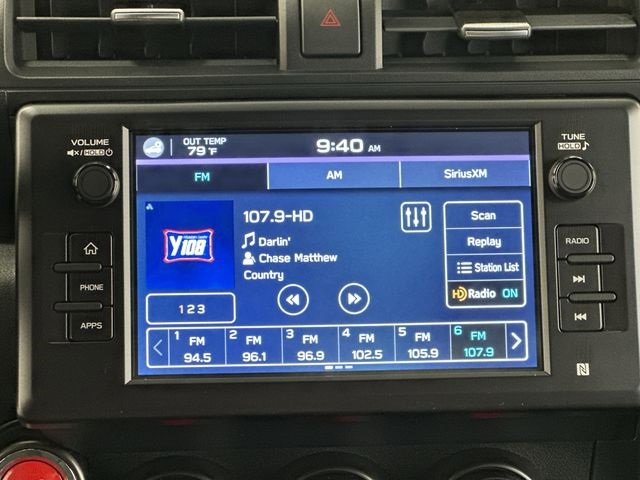 VOLUME
HOLD
OUT TEMP
79 °F
9:40 AM
TUNE
HOLD
FM
AM
SiriusXM
107.9-HD
Darlin'
Chase Matthew
Country
Y108
Scan
Replay
Station List
HD Radio ON
1 2 3
PHONE
APPS
RADIO
1 FM 94.5
2 FM 96.1
3 FM 96.9
4 FM 102.5
5 FM 105.9
6 FM 107.9